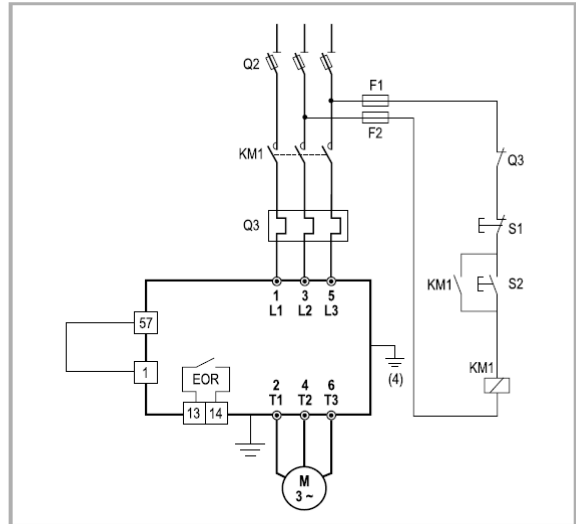 Q2
F1
F2
KM1
Q3
Q3
S1
KM1
S2
1 3 5
L1 L2 L3
57
1
EOR
13 14
2 4 6
T1 T2 T3
(4)
KM1
M
3 ~